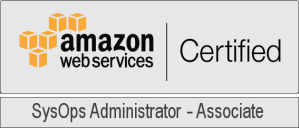 amazon
web services
Certified
SysOps Administrator - Associate